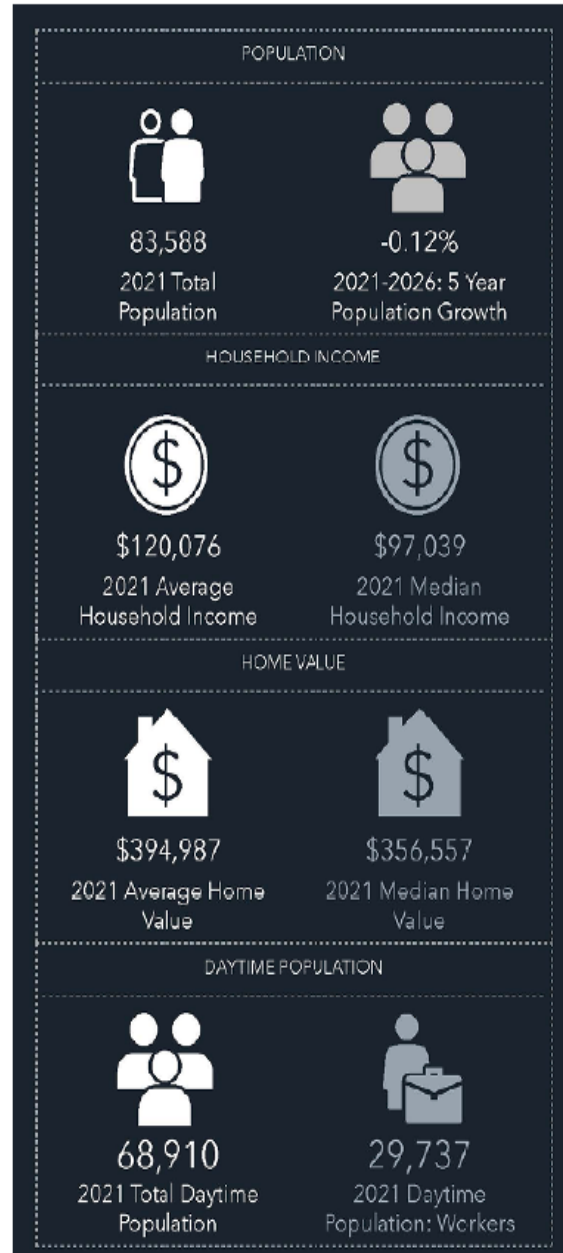 POPULATION
83,588
2021 Total
Population
-0.12%
2021-2026: 5 Year
Population Growth
HOUSEHOLD INCOME
$
$120,076
2021 Average
Household Income
$
$97,039
2021 Median
Household Income
HOME VALUE
$
$394,987
2021 Average Home
Value
$
$356,557
2021 Median Home
Value
DAYTIME POPULATION
68,910
2021 Total Daytime
Population
29,737
2021 Daytime
Population: Workers